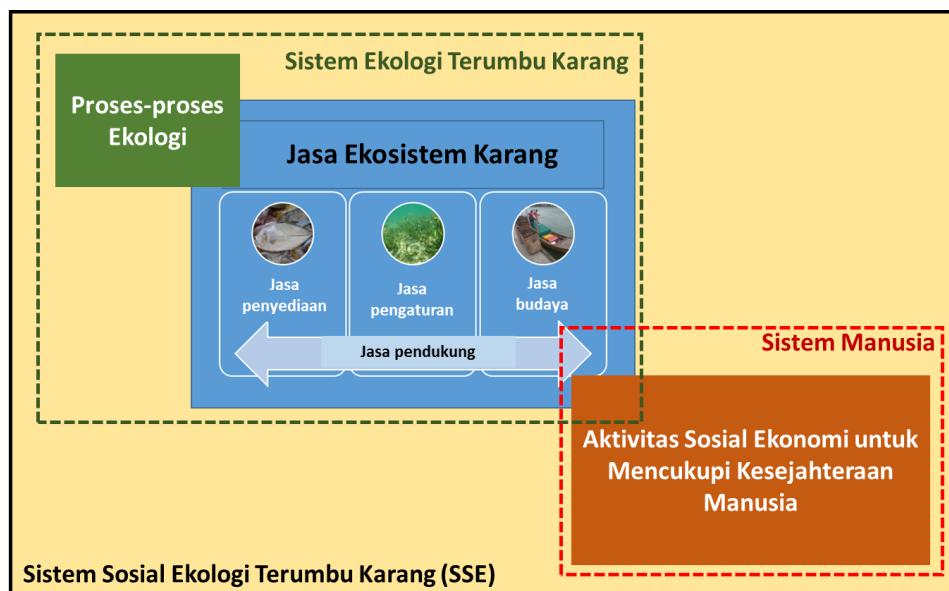 Sistem Ekologi Terumbu Karang
Proses-proses
Ekologi
Jasa Ekosistem Karang
Jasa
penyediaan
Jasa
pengaturan
Jasa
budaya
Jasa pendukung
Sistem Manusia
Aktivitas Sosial Ekonomi untuk
Mencukupi Kesejahteraan
Manusia
Sistem Sosial Ekologi Terumbu Karang (SSE)